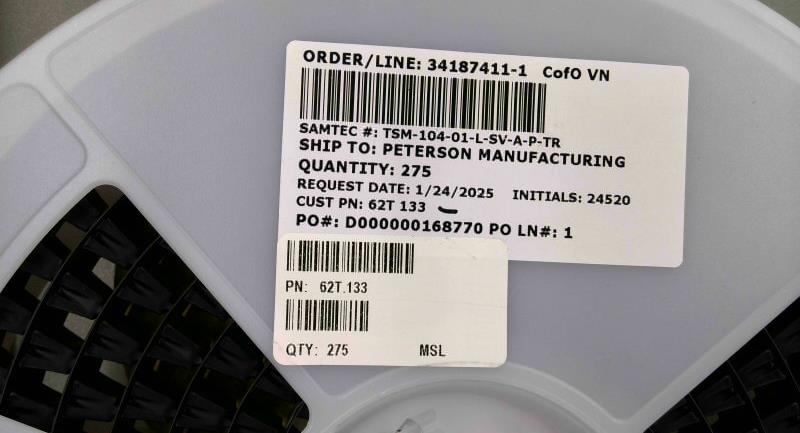 ORDER/LINE: 34187411-1 CofO VN
SAMTEC #: TSM-104-01-L-SV-A-P-TR
SHIP TO: PETERSON MANUFACTURING
QUANTITY: 275
REQUEST DATE: 1/24/2025 INITIALS: 24520
CUST PN: 62T 133
PO#: D000000168770 PO LN#: 1
PN: 62T.133
QTY: 275 MSL